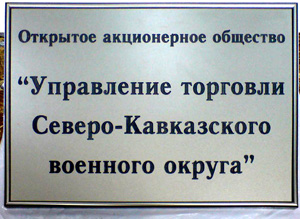 Открытое акционерное общество
“Управление торговли
Северо-Кавказского
военного округа”